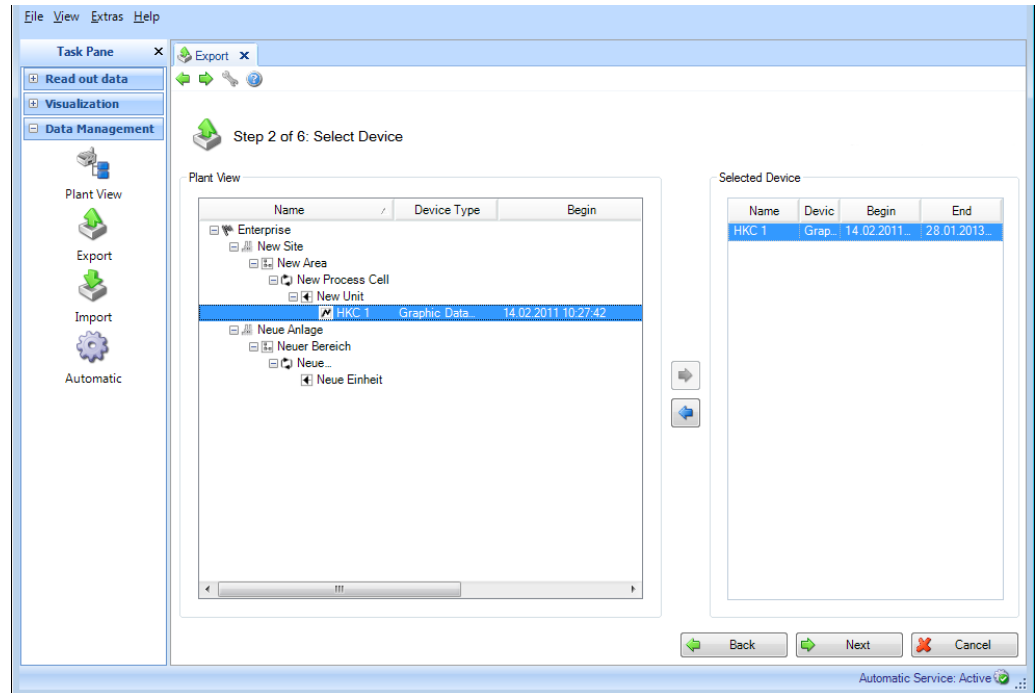 File View Extras Help
Task Pane
Export
Read out data
Visualization
Data Management
Plant View
Export
Import
Automatic
Step 2 of 6: Select Device
Plant View
Name Device Type Begin
Enterprise
New Site
New Area
New Process Cell
New Unit
HKC 1 Graphic Data... 14.02.2011 10:27:42
Neue Anlage
Neuer Bereich
Neue...
Neue Einheit
Selected Device
Name Devic Begin End
HKC 1 Grap... 14.02.2011... 28.01.2013...
Back Next Cancel
Automatic Service: Active